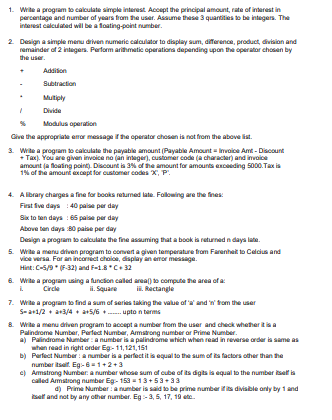 1. Write a program to calculate simple interest. Accept the principal amount, rate of interest in
percentage and number of years from the user. Assume these 3 quantities to be integers. The
interest calculated will be a floating-point number.
2. Design a simple menu driven numeric calculator to display sum, difference, product, division and
remainder of 2 integers. Perform arithmetic operations depending upon the operator chosen by
the user.
+ Addition
- Subtraction
* Multiply
/ Divide
% Modulus operation
Give the appropriate error message if the operator chosen is not from the above list.
3. Write a program to calculate the payable amount (Payable Amount = Invoice Amt - Discount
+ Tax). You are given invoice no (an integer), customer code (a character) and invoice
amount (a floating point). Discount is 3% of the amount for amounts exceeding 5000.Tax is
1% of the amount except for customer codes 'X', 'P'.
4. A library charges a fine for books returned late. Following are the fines:
First five days : 40 paise per day
Six to ten days : 65 paise per day
Above ten days :80 paise per day
Design a program to calculate the fine assuming that a book is returned n days late.
5. Write a menu driven program to convert a given temperature from Farenheit to Celcius and
vice versa. For an incorrect choice, display an error message.
Hint: C=5/9 * (F-32) and F=1.8 * C + 32
6. Write a program using a function called area() to compute the area of a:
i. Circle ii. Square iii. Rectangle
7. Write a program to find a sum of series taking the value of 'a' and 'n' from the user
S= a+1/2 + a+3/4 + a+5/6 + ....... upto n terms
8. Write a menu driven program to accept a number from the user and check whether it is a
Palindrome Number, Perfect Number, Armstrong number or Prime Number.
a) Palindrome Number : a number is a palindrome which when read in reverse order is same as
when read in right order Eg:- 11,121,151
b) Perfect Number : a number is a perfect it is equal to the sum of its factors other than the
number itself. Eg:- 6 = 1 + 2 + 3
c) Armstrong Number: a number whose sum of cube of its digits is equal to the number itself is
called Armstrong number Eg:- 153 = 1 3 + 5 3 + 3 3
d) Prime Number : a number is said to be prime number if its divisible only by 1 and
itself and not by any other number. Eg :- 3, 5, 17, 19 etc..